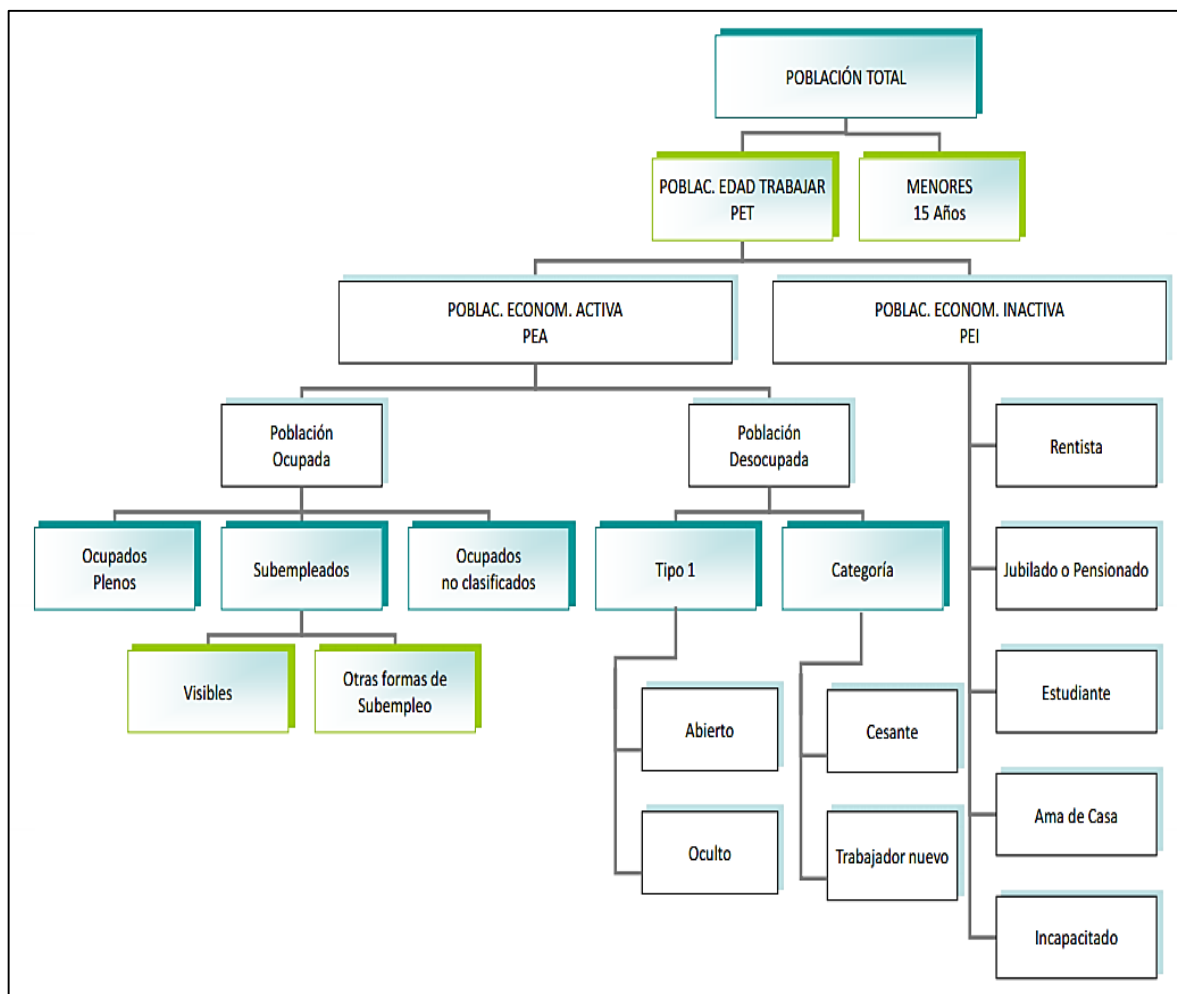 POBLACIÓN TOTAL
POBLAC. EDAD TRABAJAR
PET
MENORES
15 Años
POBLAC. ECONOM. ACTIVA
PEA
POBLAC. ECONOM. INACTIVA
PEI
Población
Ocupada
Población
Desocupada
Rentista
Ocupados
Plenos
Subempleados
Ocupados
no clasificados
Tipo 1
Categoría
Jubilado o Pensionado
Visibles
Otras formas de
Subempleo
Abierto
Cesante
Estudiante
Oculto
Trabajador nuevo
Ama de Casa
Incapacitado